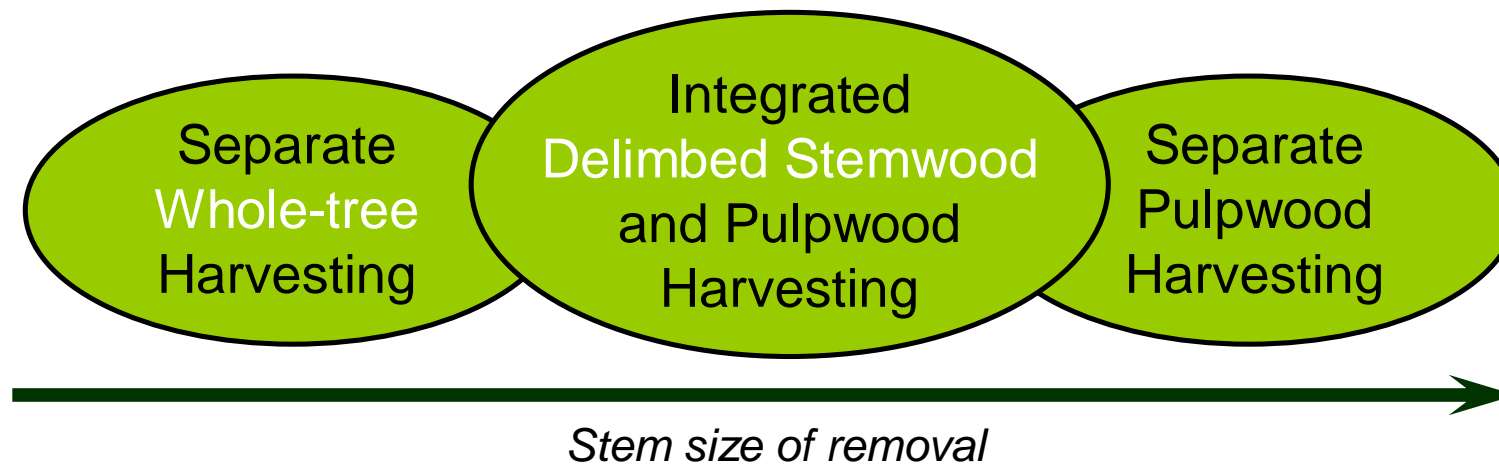 Separate
Whole-tree
Harvesting
Integrated
Delimbed Stemwood
and Pulpwood
Harvesting
Separate
Pulpwood
Harvesting
Stem size of removal